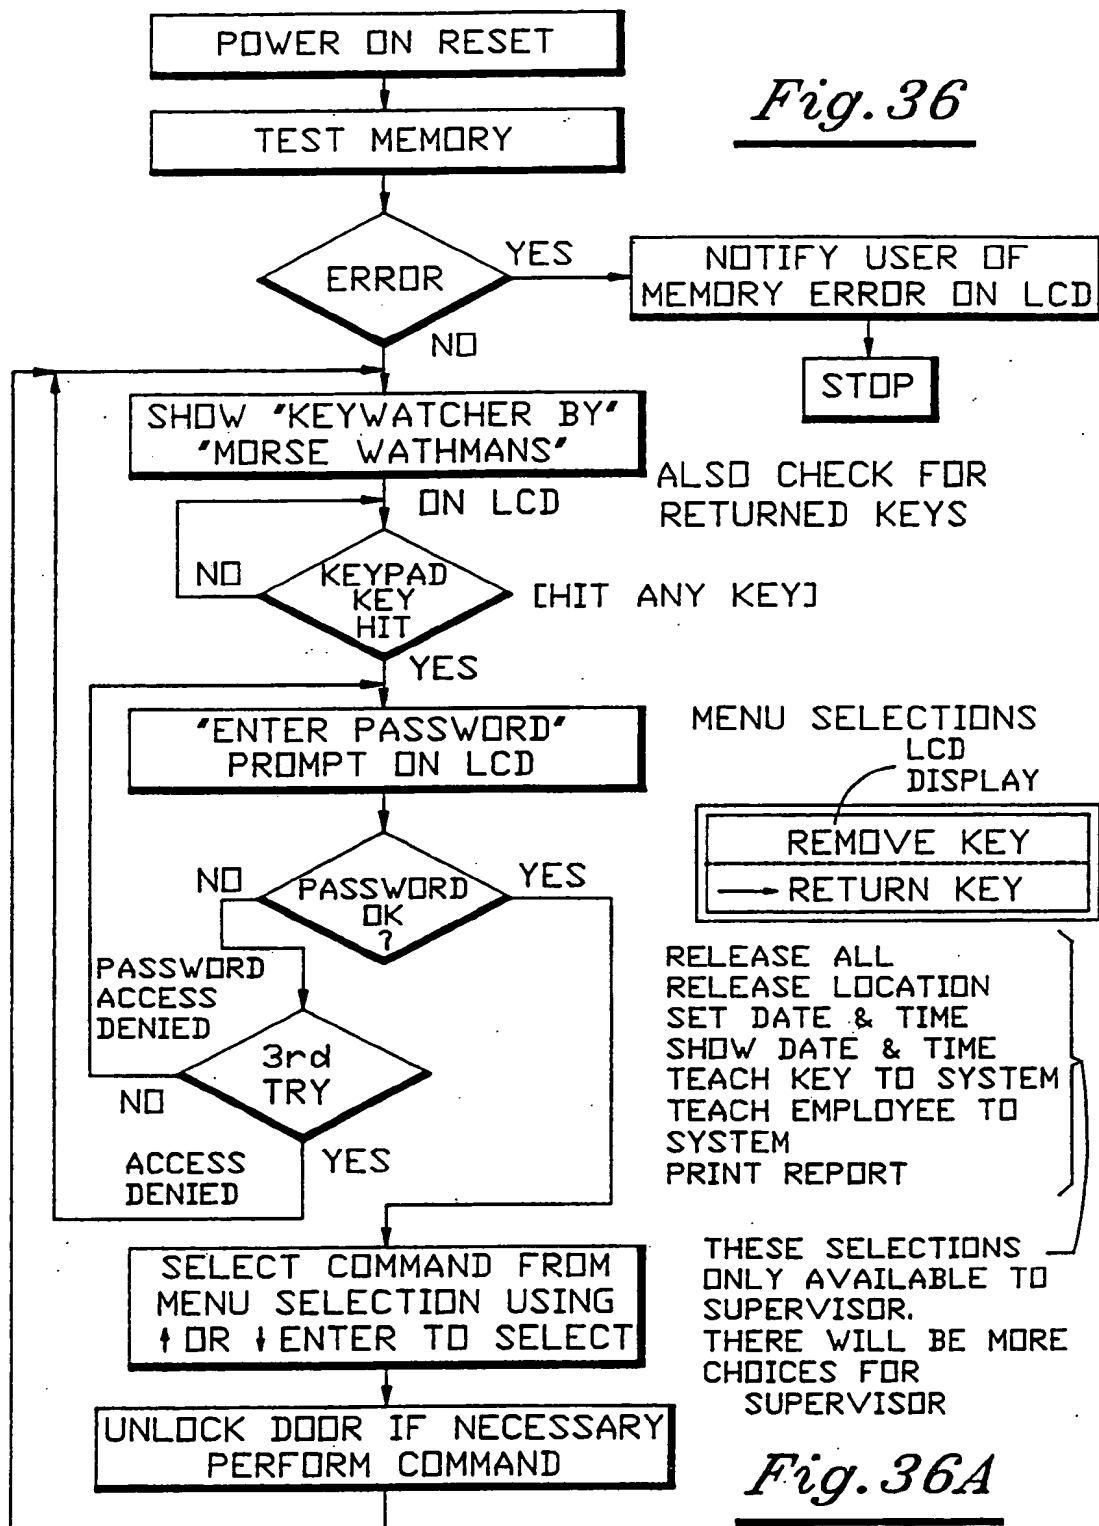 POWER ON RESET
Fig. 36
TEST MEMORY
ERROR
YES
NOTIFY USER OF
MEMORY ERROR ON LCD
NO
STOP
SHOW "KEYWATCHER BY"
"MORSE WATHMANS"
ON LCD
ALSO CHECK FOR
RETURNED KEYS
NO
KEYPAD
KEY
HIT
[HIT ANY KEY]
YES
"ENTER PASSWORD"
PROMPT ON LCD
MENU SELECTIONS
LCD
DISPLAY
REMOVE KEY
RETURN KEY
NO
PASSWORD
OK
?
YES
PASSWORD
ACCESS
DENIED
3rd
TRY
NO
YES
ACCESS
DENIED
RELEASE ALL
RELEASE LOCATION
SET DATE & TIME
SHOW DATE & TIME
TEACH KEY TO SYSTEM
TEACH EMPLOYEE TO
SYSTEM
PRINT REPORT
THESE SELECTIONS
ONLY AVAILABLE TO
SUPERVISOR.
THERE WILL BE MORE
CHOICES FOR
SUPERVISOR
SELECT COMMAND FROM
MENU SELECTION USING
↑ OR ↓ ENTER TO SELECT
UNLOCK DOOR IF NECESSARY
PERFORM COMMAND
Fig. 36A